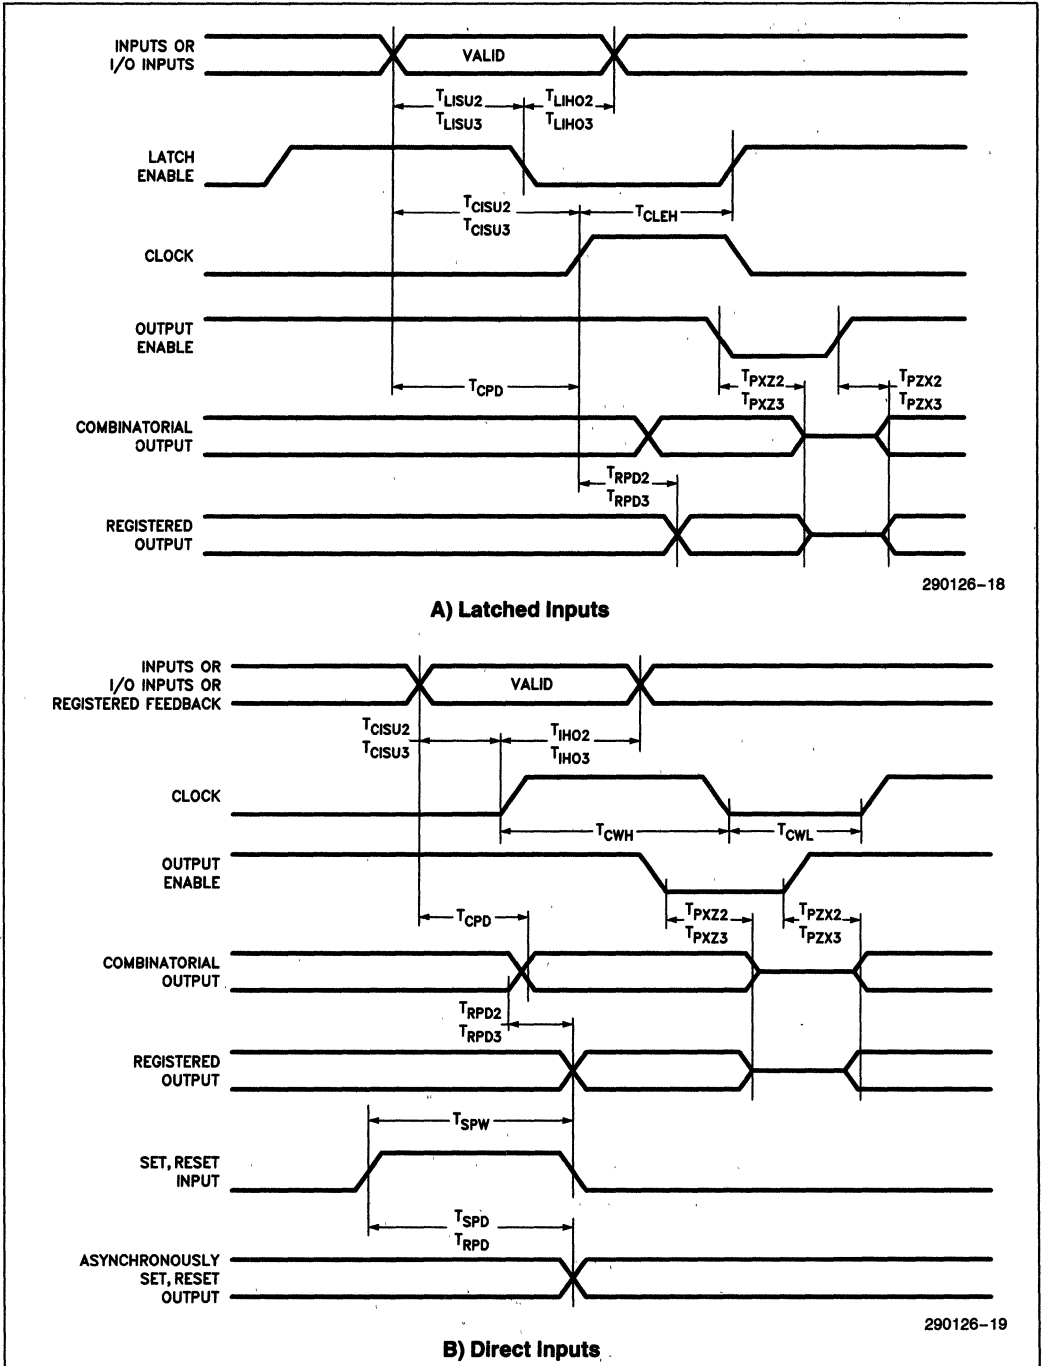 INPUTS OR
I/O INPUTS
VALID
TLISU2
TLISU3
TLIHO2
TLIHO3
LATCH
ENABLE
TCISU2
TCISU3
TCLEH
CLOCK
OUTPUT
ENABLE
TCPD
TPXZ2
TPXZ3
TPZX2
TPZX3
COMBINATORIAL
OUTPUT
TRPD2
TRPD3
REGISTERED
OUTPUT
290126-18
A) Latched Inputs
INPUTS OR
I/O INPUTS OR
REGISTERED FEEDBACK
VALID
TCISU2
TCISU3
TIHO2
TIHO3
CLOCK
TCWH
TCWL
OUTPUT
ENABLE
TCPD
TPXZ2
TPXZ3
TPZX2
TPZX3
COMBINATORIAL
OUTPUT
TRPD2
TRPD3
REGISTERED
OUTPUT
TSPW
SET, RESET
INPUT
TSPD
TRPD
ASYNCHRONOUSLY
SET, RESET
OUTPUT
290126-19
B) Direct Inputs